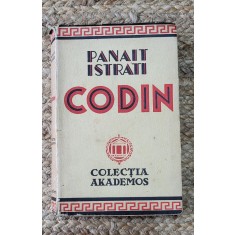 PANAIT
ISTRATI
CODIN
COLECȚIA
AKADEMOS